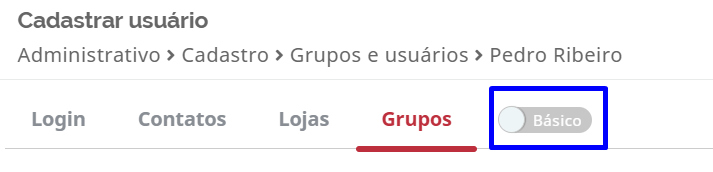 Cadastrar usuário
Administrativo > Cadastro > Grupos e usuários > Pedro Ribeiro
Login Contatos Lojas Grupos Básico